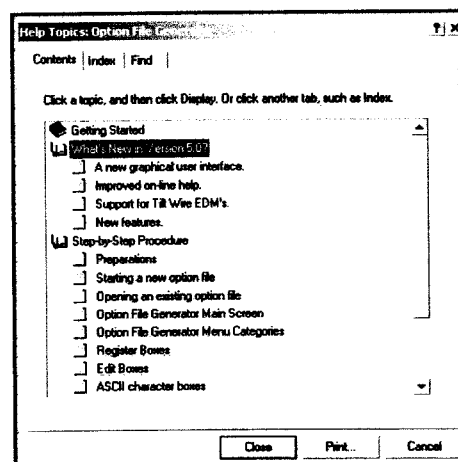 Help Topics: Option File
Contents Index Find
Click a topic, and then click Display. Or click another tab, such as Index.
Getting Started
What's New in Version 5.0?
A new graphical user interface.
Improved on-line help.
Support for Tilt Wire EDM's.
New features.
Step-by-Step Procedure
Preparations
Starting a new option file
Opening an existing option file
Option File Generator Main Screen
Option File Generator Menu Categories
Register Boxes
Edit Boxes
ASCII character boxes
Close Print... Cancel